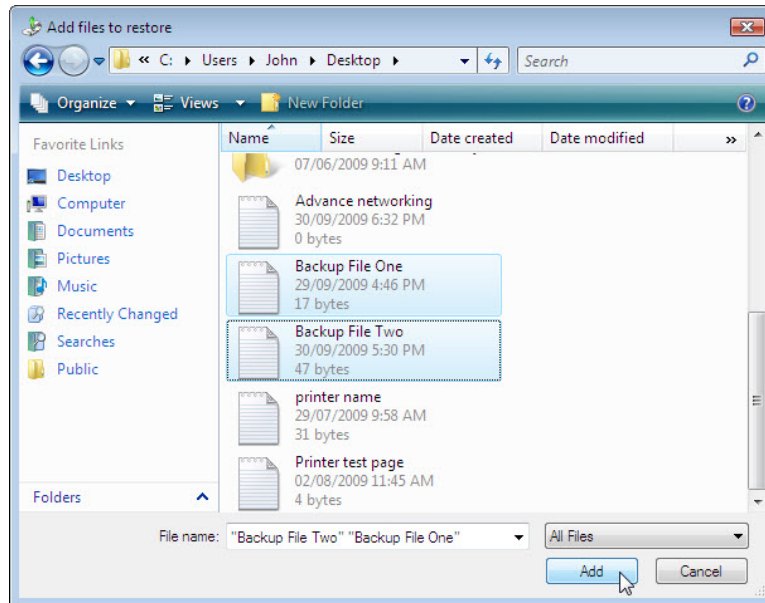 Add files to restore
« C: ▸ Users ▸ John ▸ Desktop ▸
Search
Organize Views New Folder
Favorite Links
Desktop
Computer
Documents
Pictures
Music
Recently Changed
Searches
Public
Folders
Name Size Date created Date modified »
07/06/2009 9:11 AM
Advance networking
30/09/2009 6:32 PM
0 bytes
Backup File One
29/09/2009 4:46 PM
17 bytes
Backup File Two
30/09/2009 5:30 PM
47 bytes
printer name
29/07/2009 9:58 AM
31 bytes
Printer test page
02/08/2009 11:45 AM
4 bytes
File name: "Backup File Two" "Backup File One"
All Files
Add Cancel